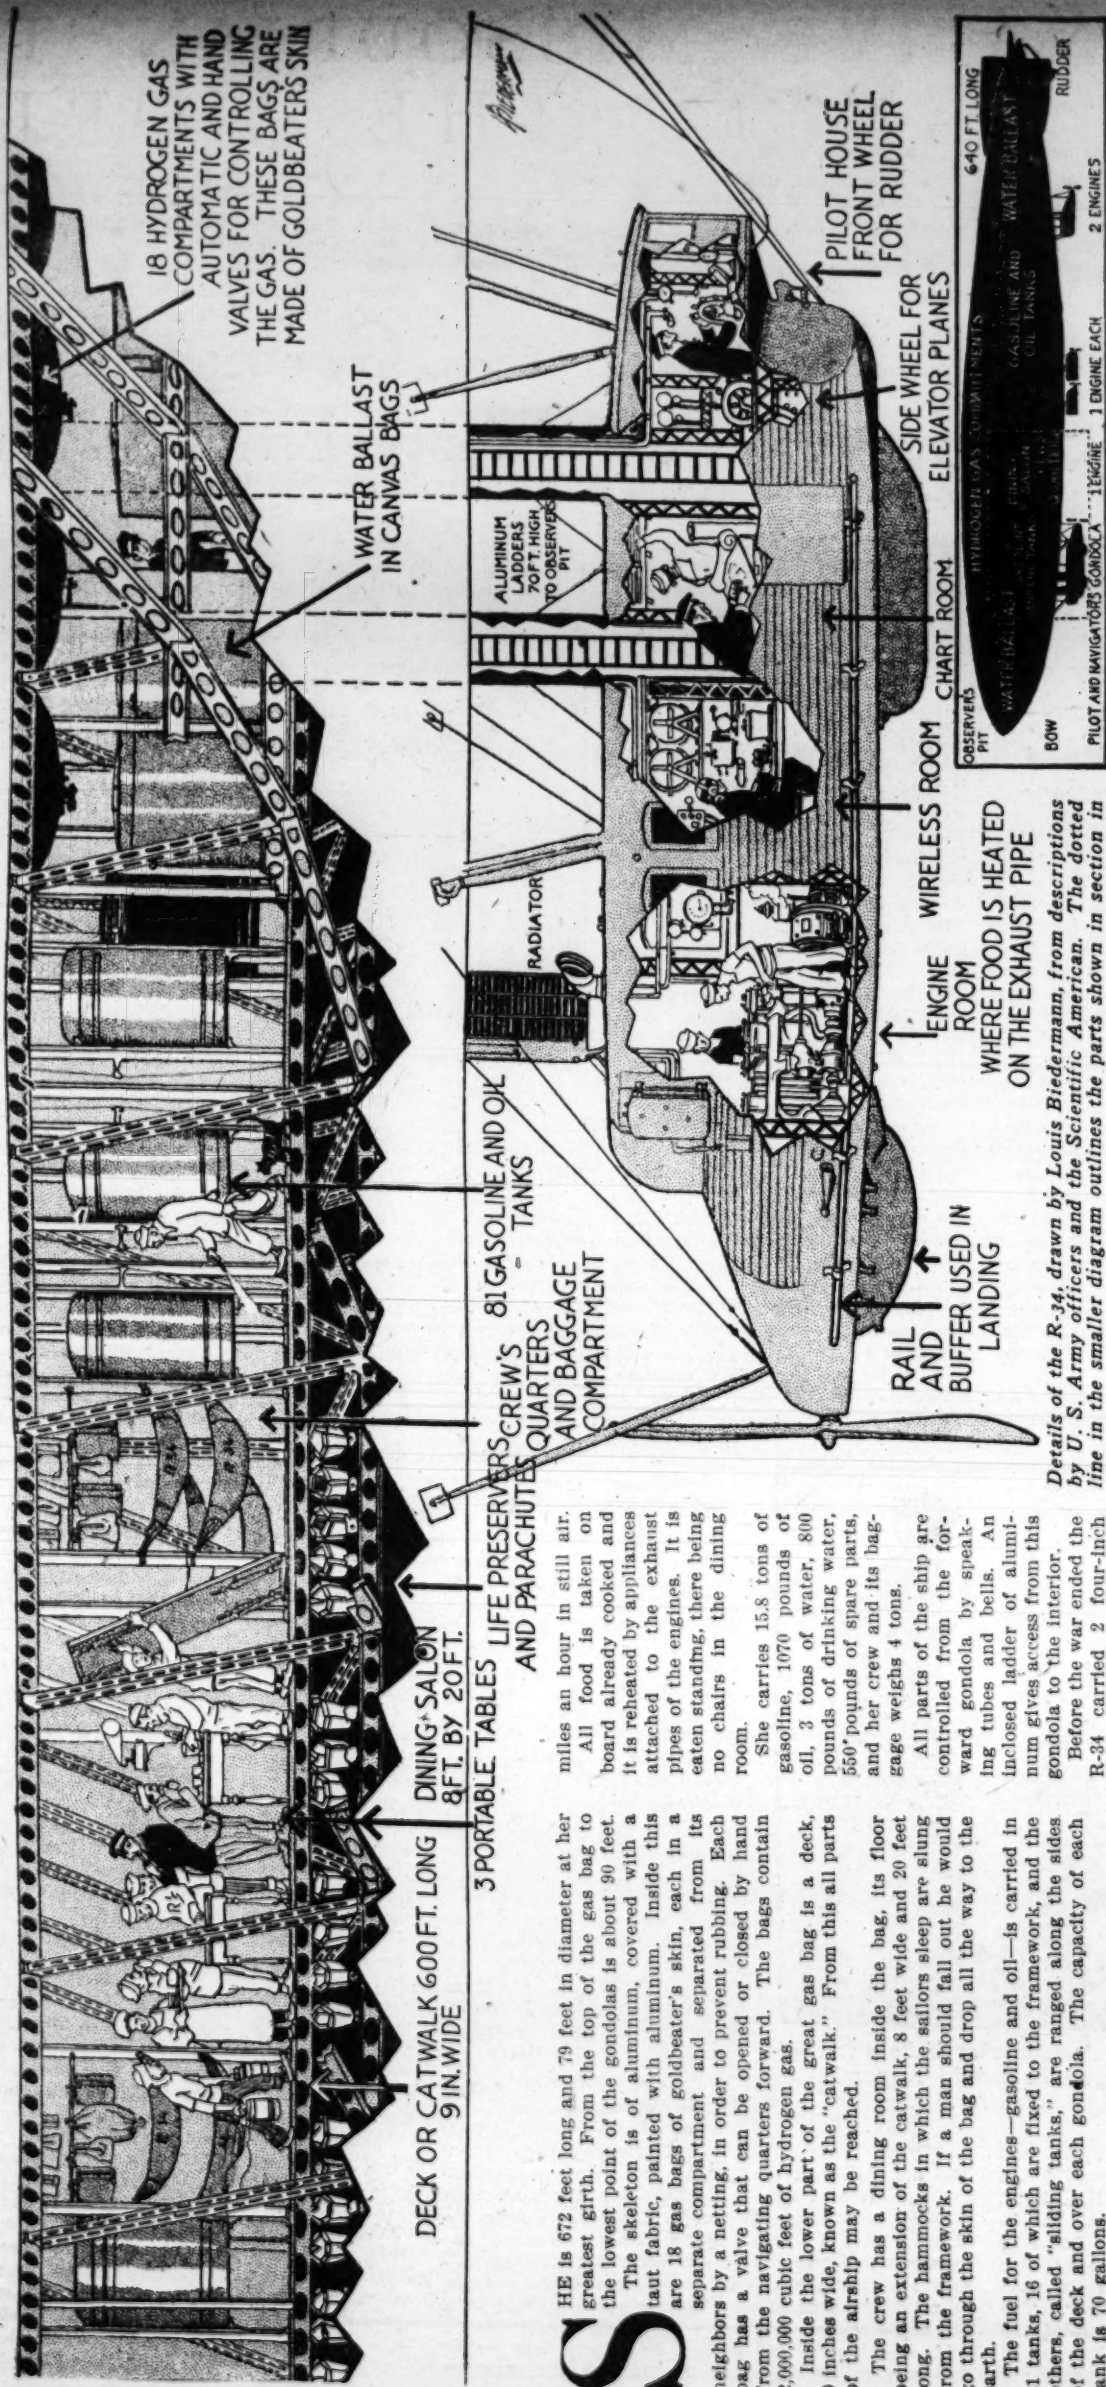 18 HYDROGEN GAS
COMPARTMENTS WITH
AUTOMATIC AND HAND
VALVES FOR CONTROLLING
THE GAS. THESE BAGS ARE
MADE OF GOLDBEATERS SKIN
WATER BALLAST
IN CANVAS BAGS
DECK OR CATWALK 600 FT. LONG
9 IN. WIDE
DINING SALON
8 FT. BY 20 FT.
3 PORTABLE TABLES
LIFE PRESERVERS
AND PARACHUTES
CREW'S
QUARTERS
AND BAGGAGE
COMPARTMENT
81 GASOLINE AND OIL
TANKS
R34
R 34
R34
RADIATOR
ALUMINUM
LADDERS
70 FT. HIGH
TO OBSERVERS
PIT
PILOT HOUSE
FRONT WHEEL
FOR RUDDER
SIDE WHEEL FOR
ELEVATOR PLANES
CHART ROOM
WIRELESS ROOM
ENGINE
ROOM
WHERE FOOD IS HEATED
ON THE EXHAUST PIPE
RAIL
AND
BUFFER USED IN
LANDING
OBSERVERS
PIT
640 FT. LONG
HYDROGEN GAS COMPARTMENTS
WATER BALLAST
GASOLINE AND
OIL TANKS
WATER BALLAST
BOW
RUDDER
PILOT AND NAVIGATORS GONDOLA
1 ENGINE
1 ENGINE EACH
2 ENGINES
Details of the R-34, drawn by Louis Biedermann, from descriptions
by U. S. Army officers and the Scientific American. The dotted
line in the smaller diagram outlines the parts shown in section in
SHE is 672 feet long and 79 feet in diameter at her
greatest girth. From the top of the gas bag to
the lowest point of the gondolas is about 90 feet.
The skeleton is of aluminum, covered with a
taut fabric, painted with aluminum. Inside this
are 18 gas bags of goldbeater's skin, each in a
separate compartment and separated from its
neighbors by a netting, in order to prevent rubbing. Each
bag has a valve that can be opened or closed by hand
from the navigating quarters forward. The bags contain
2,000,000 cubic feet of hydrogen gas.
Inside the lower part of the great gas bag is a deck,
9 inches wide, known as the "catwalk." From this all parts
of the airship may be reached.
The crew has a dining room inside the bag, its floor
being an extension of the catwalk, 8 feet wide and 20 feet
long. The hammocks in which the sailors sleep are slung
from the framework. If a man should fall out he would
go through the skin of the bag and drop all the way to the
earth.
The fuel for the engines—gasoline and oil—is carried in
1 tanks, 16 of which are fixed to the framework, and the
others, called "sliding tanks," are ranged along the sides
of the deck and over each gondola. The capacity of each
tank is 70 gallons.
miles an hour in still air.
All food is taken on
board already cooked and
it is reheated by appliances
attached to the exhaust
pipes of the engines. It is
eaten standing, there being
no chairs in the dining
room.
She carries 15.8 tons of
gasoline, 1070 pounds of
oil, 3 tons of water, 800
pounds of drinking water,
550 pounds of spare parts,
and her crew and its bag-
gage weighs 4 tons.
All parts of the ship are
controlled from the for-
ward gondola by speak-
ing tubes and bells. An
inclosed ladder of alumi-
num gives access from this
gondola to the interior.
Before the war ended the
R-34 carried 2 four-inch